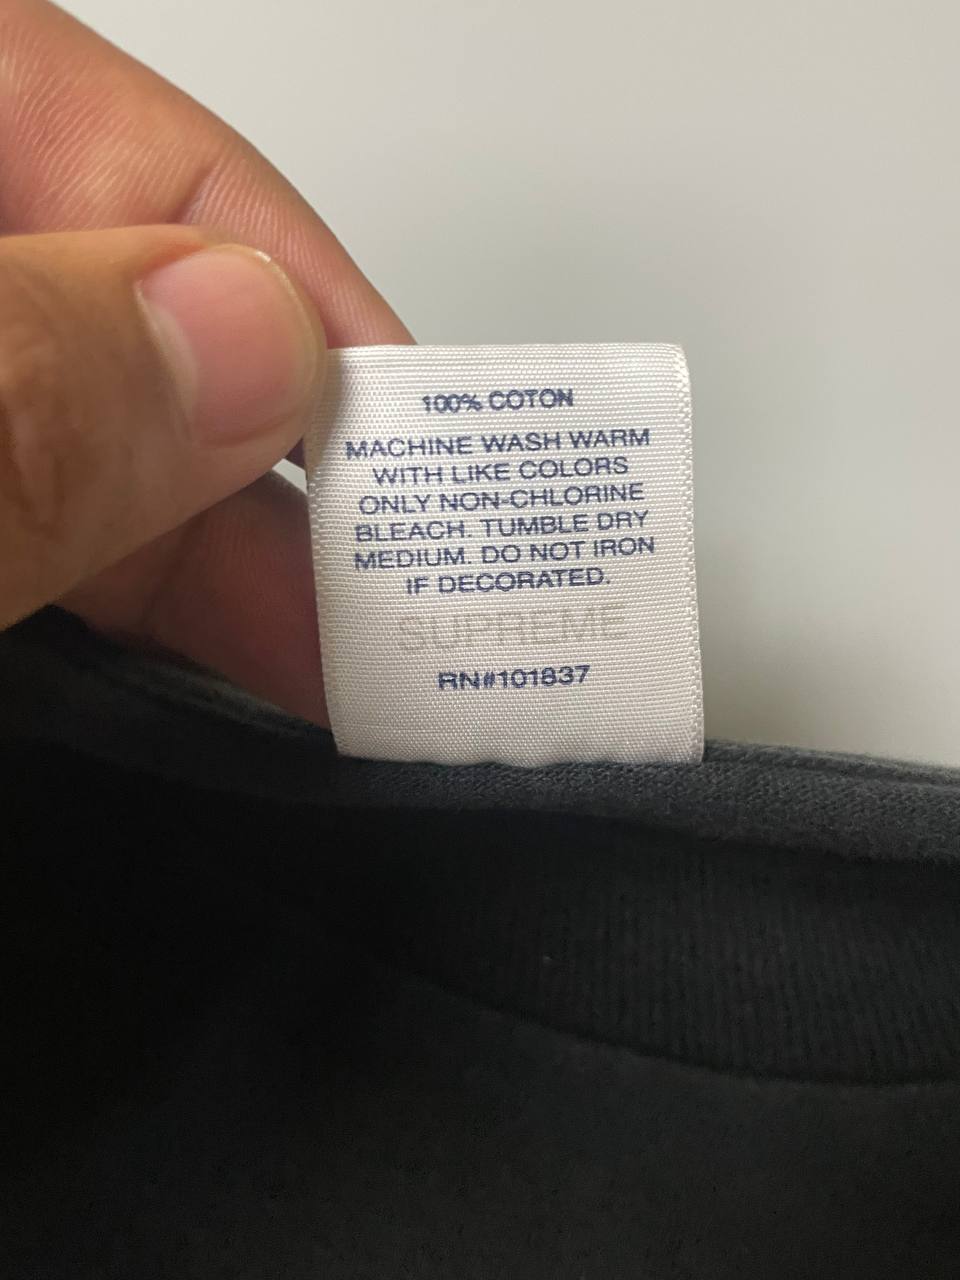 100% COTON
MACHINE WASH WARM
WITH LIKE COLORS
ONLY NON-CHLORINE
BLEACH. TUMBLE DRY
MEDIUM. DO NOT IRON
IF DECORATED.
SUPREME
RN#101837